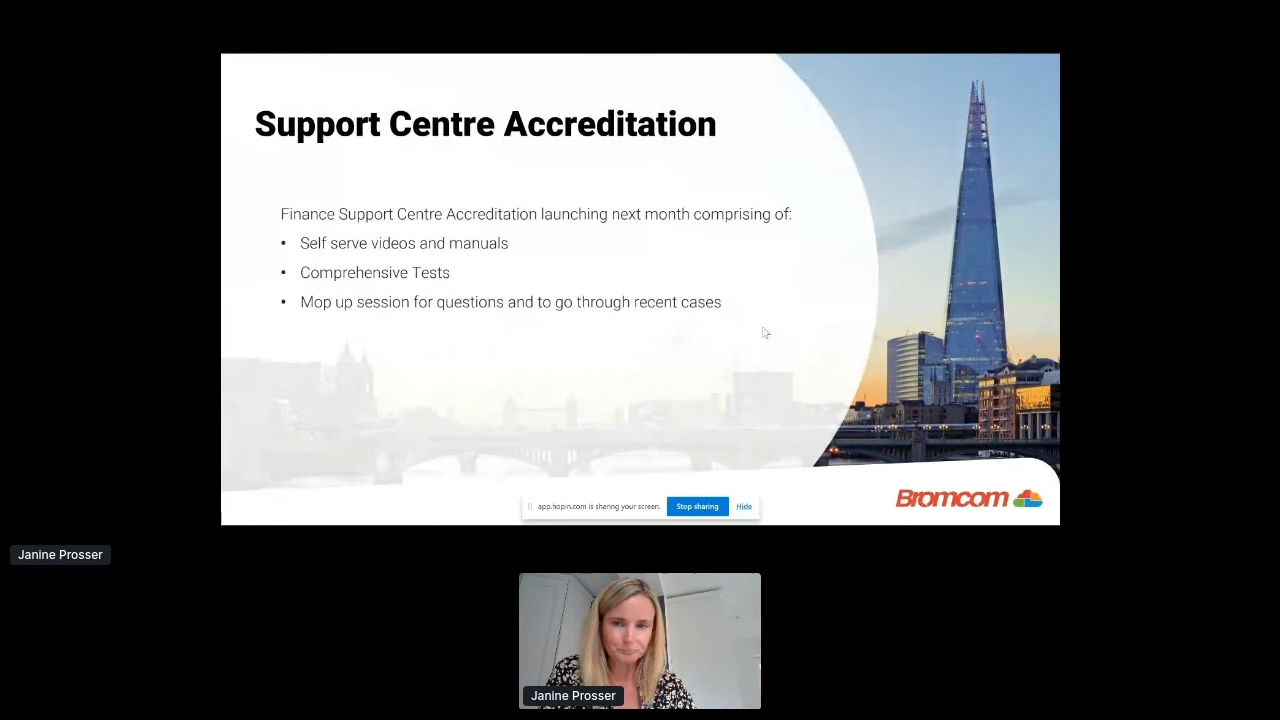 Support Centre Accreditation
Finance Support Centre Accreditation launching next month comprising of:
• Self serve videos and manuals
• Comprehensive Tests
• Mop up session for questions and to go through recent cases
Bromcom
app.hopin.com is sharing your screen. Stop sharing Hide
Janine Prosser
Janine Prosser